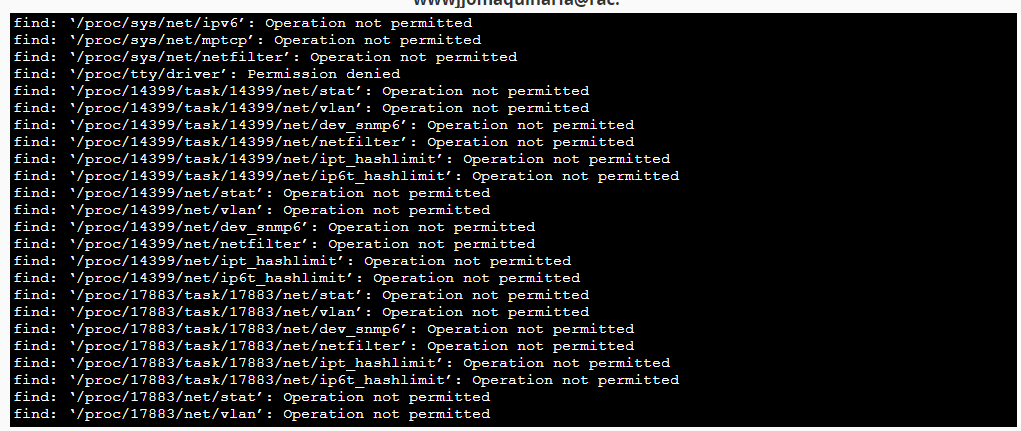 wwwjjomaquinaria@rac:
find: ‘/proc/sys/net/ipv6’: Operation not permitted
find: ‘/proc/sys/net/mptcp’: Operation not permitted
find: ‘/proc/sys/net/netfilter’: Operation not permitted
find: ‘/proc/tty/driver’: Permission denied
find: ‘/proc/14399/task/14399/net/stat’: Operation not permitted
find: ‘/proc/14399/task/14399/net/vlan’: Operation not permitted
find: ‘/proc/14399/task/14399/net/dev_snmp6’: Operation not permitted
find: ‘/proc/14399/task/14399/net/netfilter’: Operation not permitted
find: ‘/proc/14399/task/14399/net/ipt_hashlimit’: Operation not permitted
find: ‘/proc/14399/task/14399/net/ip6t_hashlimit’: Operation not permitted
find: ‘/proc/14399/net/stat’: Operation not permitted
find: ‘/proc/14399/net/vlan’: Operation not permitted
find: ‘/proc/14399/net/dev_snmp6’: Operation not permitted
find: ‘/proc/14399/net/netfilter’: Operation not permitted
find: ‘/proc/14399/net/ipt_hashlimit’: Operation not permitted
find: ‘/proc/14399/net/ip6t_hashlimit’: Operation not permitted
find: ‘/proc/17883/task/17883/net/stat’: Operation not permitted
find: ‘/proc/17883/task/17883/net/vlan’: Operation not permitted
find: ‘/proc/17883/task/17883/net/dev_snmp6’: Operation not permitted
find: ‘/proc/17883/task/17883/net/netfilter’: Operation not permitted
find: ‘/proc/17883/task/17883/net/ipt_hashlimit’: Operation not permitted
find: ‘/proc/17883/task/17883/net/ip6t_hashlimit’: Operation not permitted
find: ‘/proc/17883/net/stat’: Operation not permitted
find: ‘/proc/17883/net/vlan’: Operation not permitted